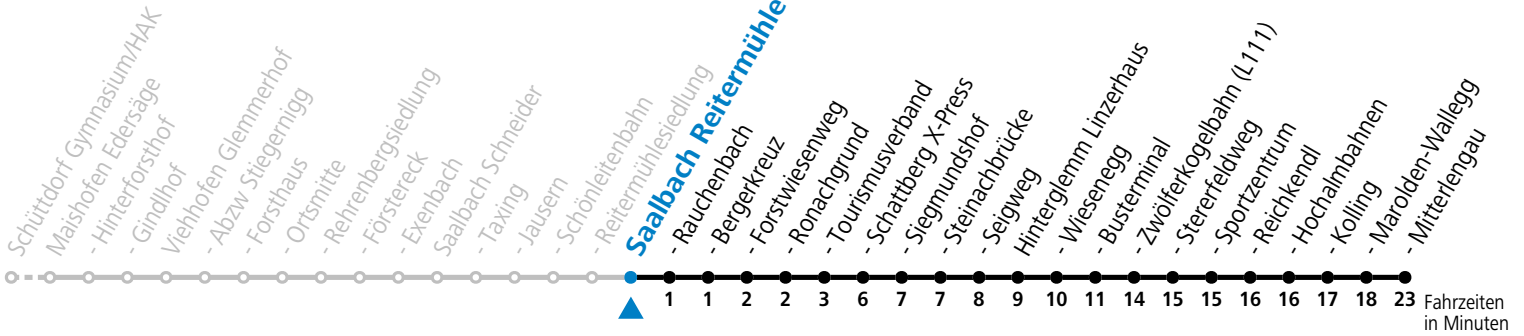 Schüttdorf Gymnasium/HAK
Maishofen Edersäge
- Hinterforsthof
- Gindlhof
Viehhofen Glemmerhof
- Abzw Stiegernigg
- Forsthaus
- Ortsmitte
- Rehrenbergsiedlung
- Förstereck
- Exenbach
Saalbach Schneider
- Taxing
- Jausern
- Schönleitenbahn
- Reitermühlesiedlung
Saalbach Reitermühle
- Rauchenbach
- Bergerkreuz
- Forstwiesenweg
- Ronachgrund
- Tourismusverband
- Schattberg X-Press
- Siegmundshof
- Steinachbrücke
- Seigweg
Hinterglemm Linzerhaus
- Wiesenegg
- Busterminal
- Zwölferkogelbahn (L111)
- Stererfeldweg
- Sportzentrum
- Reichkendl
- Hochalmbahnen
- Kolling
- Marolden-Wallegg
- Mitterlengau
1 1 2 2 3 6 7 7 8 9 10 11 14 15 15 16 16 17 18 23 Fahrzeiten
in Minuten